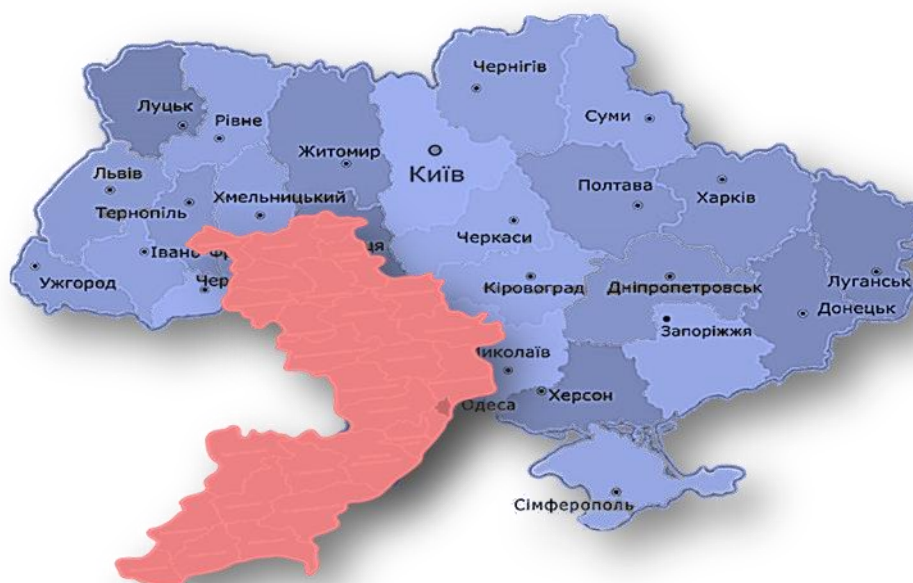 Чернігів
Луцьк
Рівне
Суми
Житомир
Київ
Львів
Хмельницький
Полтава
Харків
Тернопіль
Черкаси
Ужгород
Кіровоград
Дніпропетровськ
Луганськ
Донецьк
Запоріжжя
Херсон
Одеса
Сімферополь